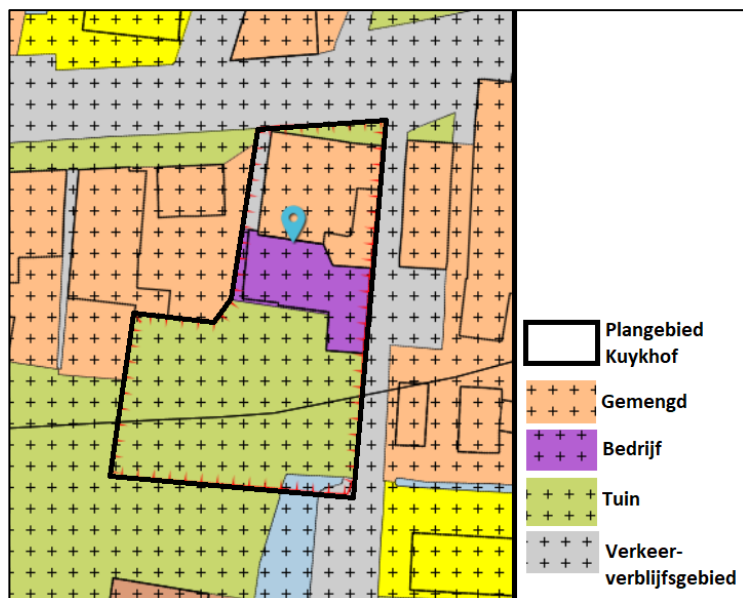 Plangebied
Kuykhof
Gemengd
Bedrijf
Tuin
Verkeer-
verblijfsgebied